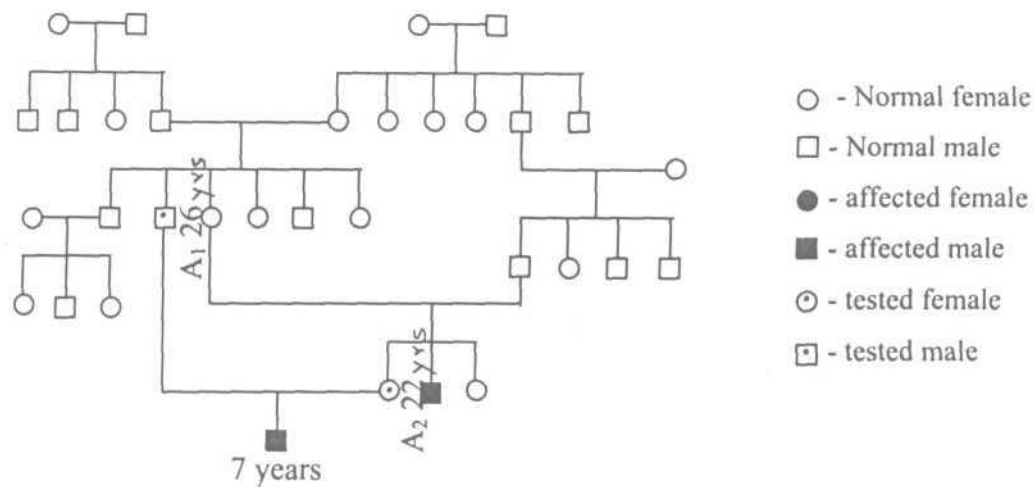 A₁ 26 yrs
A₂ 22 yrs
7 years
- Normal female
- Normal male
- affected female
- affected male
- tested female
- tested male